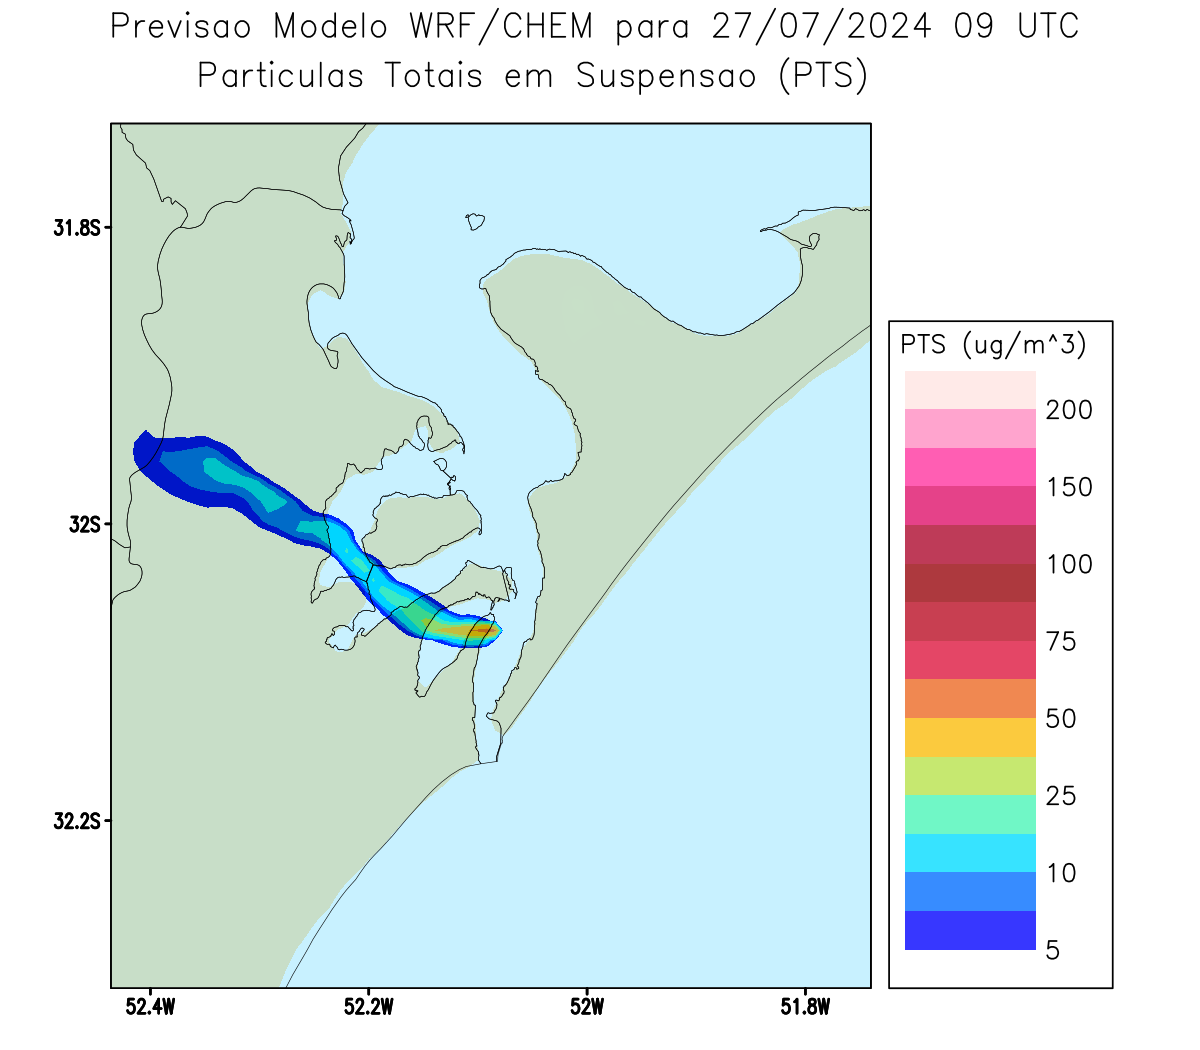 Previsao Modelo WRF/CHEM para 27/07/2024 09 UTC
Particulas Totais em Suspensao (PTS)
31.8S
32S
32.2S
52.4W
52.2W
52W
51.8W
PTS (ug/m^3)
200
150
100
75
50
25
10
5